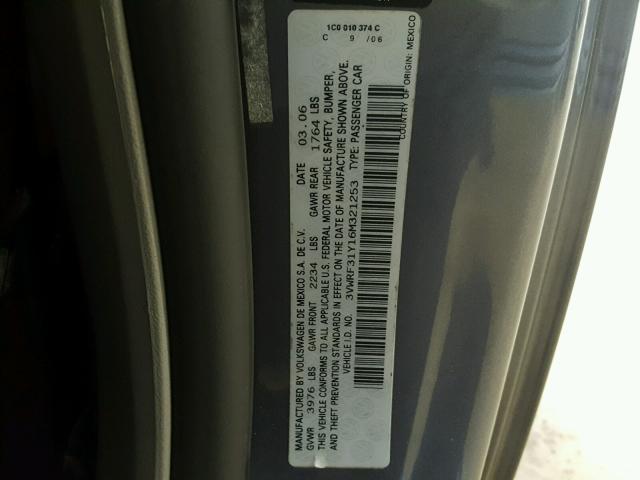 MANUFACTURED BY VOLKSWAGEN DE MEXICO S.A. DE C.V. DATE 03.06
GVWR 3976 LBS GAWR FRONT 2234 LBS GAWR REAR 1764 LBS
THIS VEHICLE CONFORMS TO ALL APPLICABLE U.S. FEDERAL MOTOR VEHICLE SAFETY, BUMPER,
AND THEFT PREVENTION STANDARDS IN EFFECT ON THE DATE OF MANUFACTURE SHOWN ABOVE.
VEHICLE I.D. NO. 3VWRF31Y16M321253 TYPE: PASSENGER CAR
COUNTRY OF ORIGIN: MEXICO
1C0 010 374 C
C 9 /06